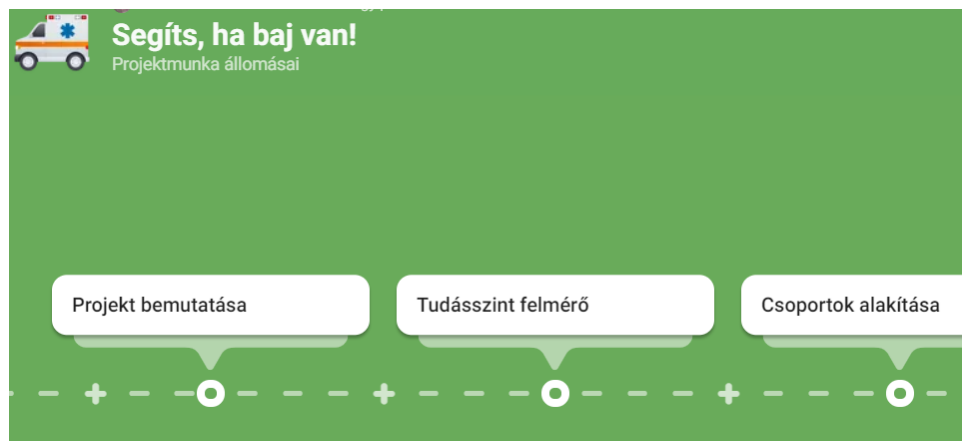 Segíts, ha baj van!
Projektmunka állomásai
Projekt bemutatása
Tudásszint felmérő
Csoportok alakítása